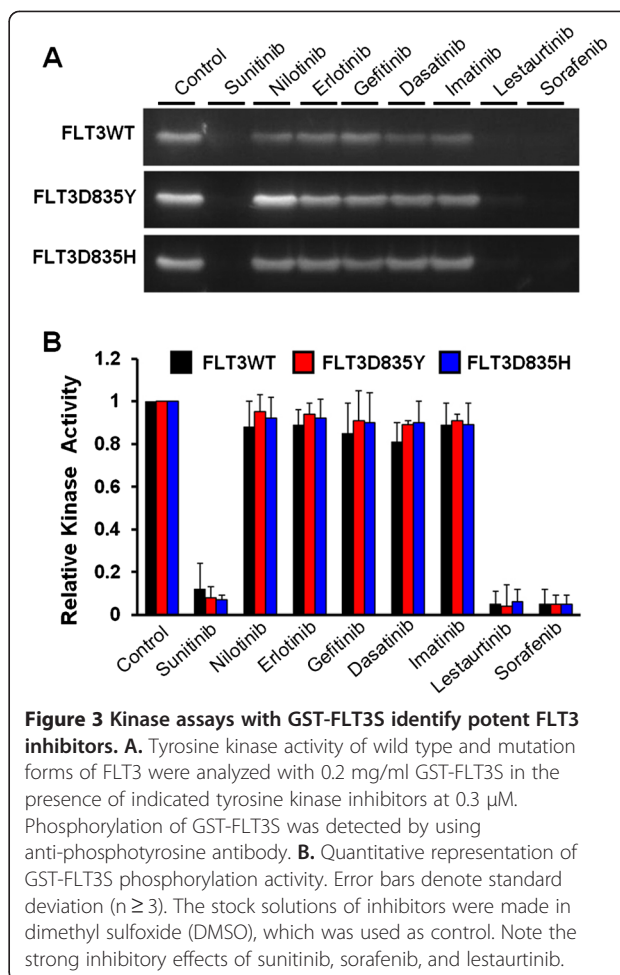 A
Control Sunitinib Nilotinib Erlotinib Gefitinib Dasatinib Imatinib Lestaurtinib Sorafenib
FLT3WT
FLT3D835Y
FLT3D835H
B
FLT3WT FLT3D835Y FLT3D835H
Relative Kinase Activity
1.2
1
0.8
0.6
0.4
0.2
0
Control Sunitinib Nilotinib Erlotinib Gefitinib Dasatinib Imatinib Lestaurtinib Sorafenib
Figure 3 Kinase assays with GST-FLT3S identify potent FLT3
inhibitors. A. Tyrosine kinase activity of wild type and mutation
forms of FLT3 were analyzed with 0.2 mg/ml GST-FLT3S in the
presence of indicated tyrosine kinase inhibitors at 0.3 μM.
Phosphorylation of GST-FLT3S was detected by using
anti-phosphotyrosine antibody. B. Quantitative representation of
GST-FLT3S phosphorylation activity. Error bars denote standard
deviation (n ≥ 3). The stock solutions of inhibitors were made in
dimethyl sulfoxide (DMSO), which was used as control. Note the
strong inhibitory effects of sunitinib, sorafenib, and lestaurtinib.